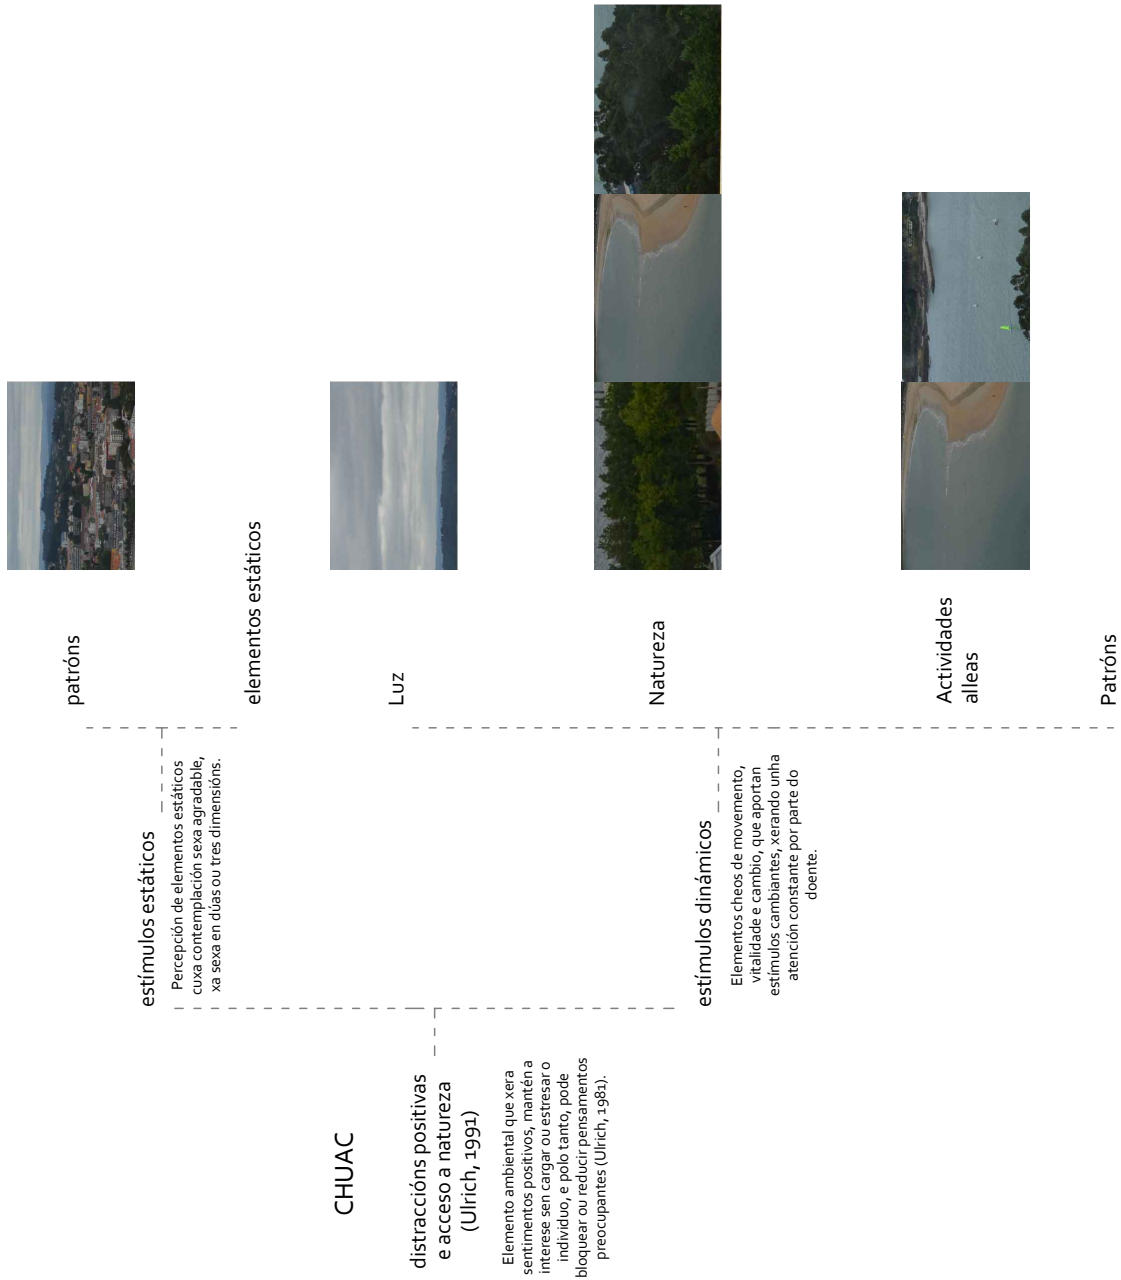 CHUAC
distraccións positivas
e acceso a natureza
(Ulrich, 1991)
Elemento ambiental que xera
sentimentos positivos, mantén a
interese sen cargar ou estresar o
individuo, e polo tanto, pode
bloquear ou reducir pensamentos
preocupantes (Ulrich, 1981).
estímulos estáticos
Percepción de elementos estáticos
cuxa contemplación sexa agradable,
xa sexa en dúas ou tres dimensións.
patróns
elementos estáticos
estímulos dinámicos
Elementos cheos de movemento,
vitalidade e cambio, que aportan
estímulos cambiantes, xerando unha
atención constante por parte do
doente.
Luz
Natureza
Actividades
alleas
Patróns